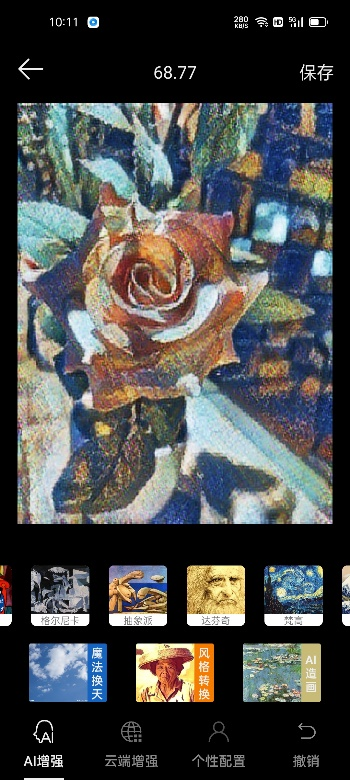 10:11
280 KB/S HD 5G
68.77
保存
格尔尼卡
抽象派
达芬奇
梵高
魔法换天
风格转换
AI造画
AI增强
云端增强
个性配置
撤销